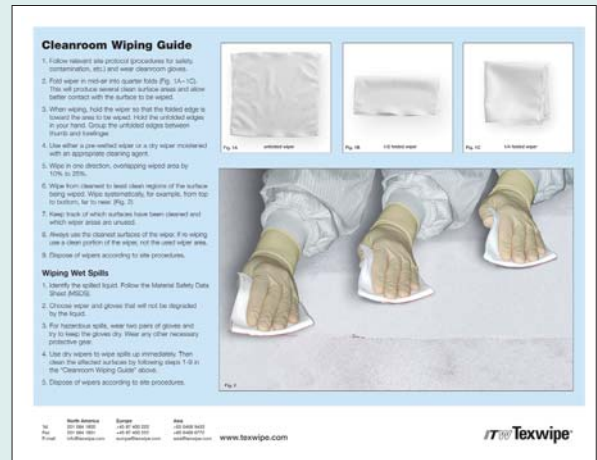 Cleanroom Wiping Guide
1. Follow relevant site protocol (procedures for safety,
contamination, etc.) and wear cleanroom gloves.
2. Fold wiper in mid-air into quarter folds (Fig. 1A–1C).
This will produce several clean surface areas and allow
better contact with the surface to be wiped.
3. When wiping, hold the wiper so that the folded edge is
toward the area to be wiped. Hold the unfolded edges
in your hand. Group the unfolded edges between
thumb and forefinger.
4. Use either a pre-wetted wiper or a dry wiper moistened
with an appropriate cleaning agent.
5. Wipe in one direction, overlapping wiped area by
10% to 25%.
6. Wipe from cleanest to least clean regions of the surface
being wiped. Wipe systematically, for example, from top
to bottom, far to near. (Fig. 2)
7. Keep track of which surfaces have been cleaned and
which wiper areas are unused.
8. Always use the cleanest surfaces of the wiper. If re-wiping
use a clean portion of the wiper, not the used wiper area.
9. Dispose of wipers according to site procedures.
Wiping Wet Spills
1. Identify the spilled liquid. Follow the Material Safety Data
Sheet (MSDS).
2. Choose wiper and gloves that will not be degraded
by the liquid.
3. For hazardous spills, wear two pairs of gloves and
try to keep the gloves dry. Wear any other necessary
protective gear.
4. Use dry wipers to wipe spills up immediately. Then
clean the affected surfaces by following steps 1-9 in
the "Cleanroom Wiping Guide" above.
5. Dispose of wipers according to site procedures.
Fig. 1A
unfolded wiper
Fig. 1B
1/2 folded wiper
Fig. 1C
1/4 folded wiper
Fig. 2
North America Europe Asia
Tel
Fax
E-mail info@texwipe.com europe@texwipe.com asia@texwipe.com
www.texwipe.com
ITW Texwipe